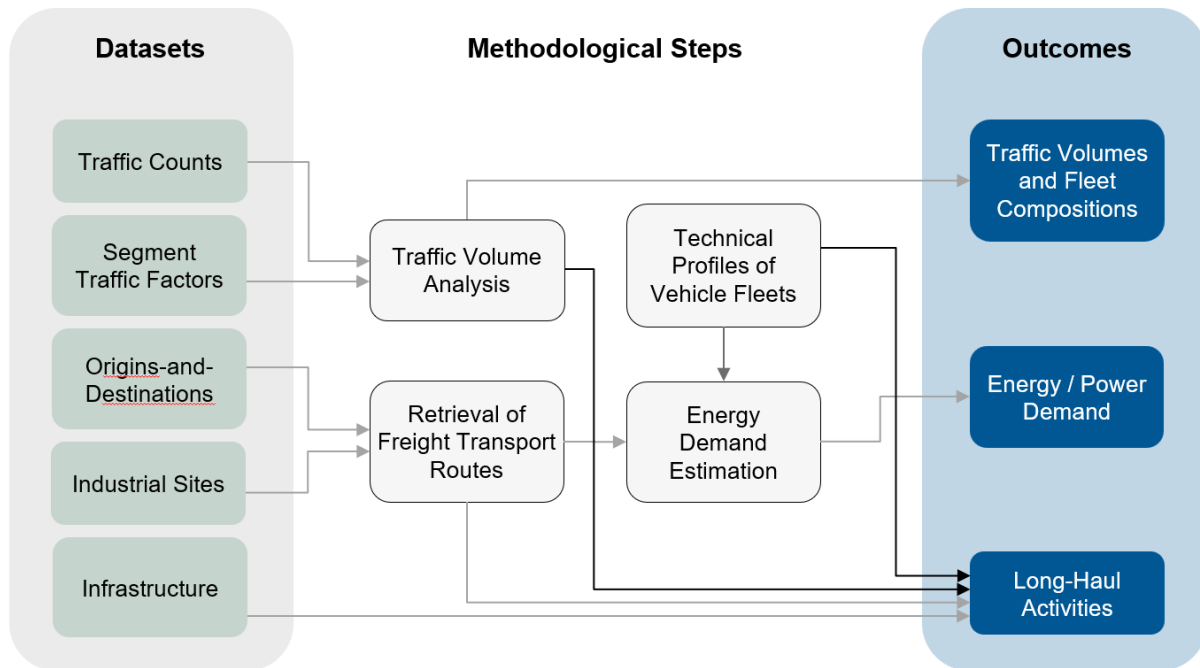 Datasets
Methodological Steps
Outcomes
Traffic Counts
Segment
Traffic Factors
Origins-and-
Destinations
Industrial Sites
Infrastructure
Traffic Volume
Analysis
Retrieval of
Freight Transport
Routes
Technical
Profiles of
Vehicle Fleets
Energy
Demand
Estimation
Traffic Volumes
and Fleet
Compositions
Energy / Power
Demand
Long-Haul
Activities